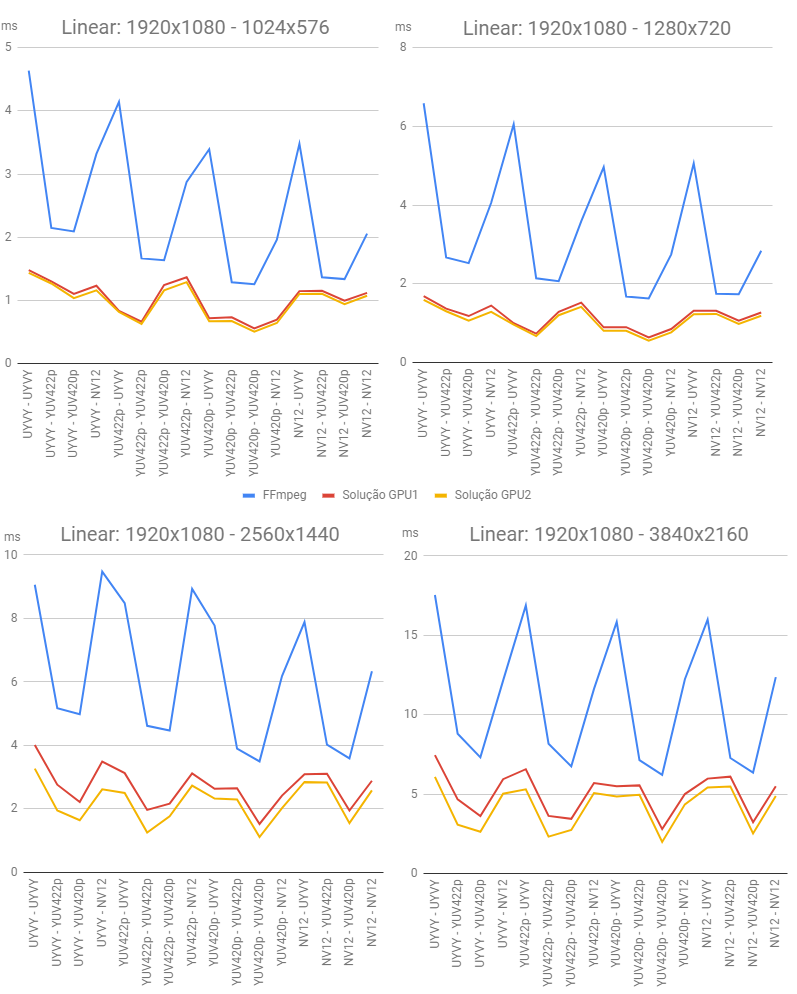 ms
Linear: 1920x1080 - 1024x576
5
4
3
2
1
0
UYVY - UYVY
UYVY - YUV422p
UYVY - YUV420p
UYVY - NV12
YUV422p - UYVY
YUV422p - YUV422p
YUV422p - YUV420p
YUV422p - NV12
YUV420p - UYVY
YUV420p - YUV422p
YUV420p - YUV420p
YUV420p - NV12
NV12 - UYVY
NV12 - YUV422p
NV12 - YUV420p
NV12 - NV12
ms
Linear: 1920x1080 - 1280x720
8
6
4
2
0
UYVY - UYVY
UYVY - YUV422p
UYVY - YUV420p
UYVY - NV12
YUV422p - UYVY
YUV422p - YUV422p
YUV422p - YUV420p
YUV422p - NV12
YUV420p - UYVY
YUV420p - YUV422p
YUV420p - YUV420p
YUV420p - NV12
NV12 - UYVY
NV12 - YUV422p
NV12 - YUV420p
NV12 - NV12
FFmpeg Solução GPU1 Solução GPU2
ms
Linear: 1920x1080 - 2560x1440
10
8
6
4
2
0
UYVY - UYVY
UYVY - YUV422p
UYVY - YUV420p
UYVY - NV12
YUV422p - UYVY
YUV422p - YUV422p
YUV422p - YUV420p
YUV422p - NV12
YUV420p - UYVY
YUV420p - YUV422p
YUV420p - YUV420p
YUV420p - NV12
NV12 - UYVY
NV12 - YUV422p
NV12 - YUV420p
NV12 - NV12
ms
Linear: 1920x1080 - 3840x2160
20
15
10
5
0
UYVY - UYVY
UYVY - YUV422p
UYVY - YUV420p
UYVY - NV12
YUV422p - UYVY
YUV422p - YUV422p
YUV422p - YUV420p
YUV422p - NV12
YUV420p - UYVY
YUV420p - YUV422p
YUV420p - YUV420p
YUV420p - NV12
NV12 - UYVY
NV12 - YUV422p
NV12 - YUV420p
NV12 - NV12